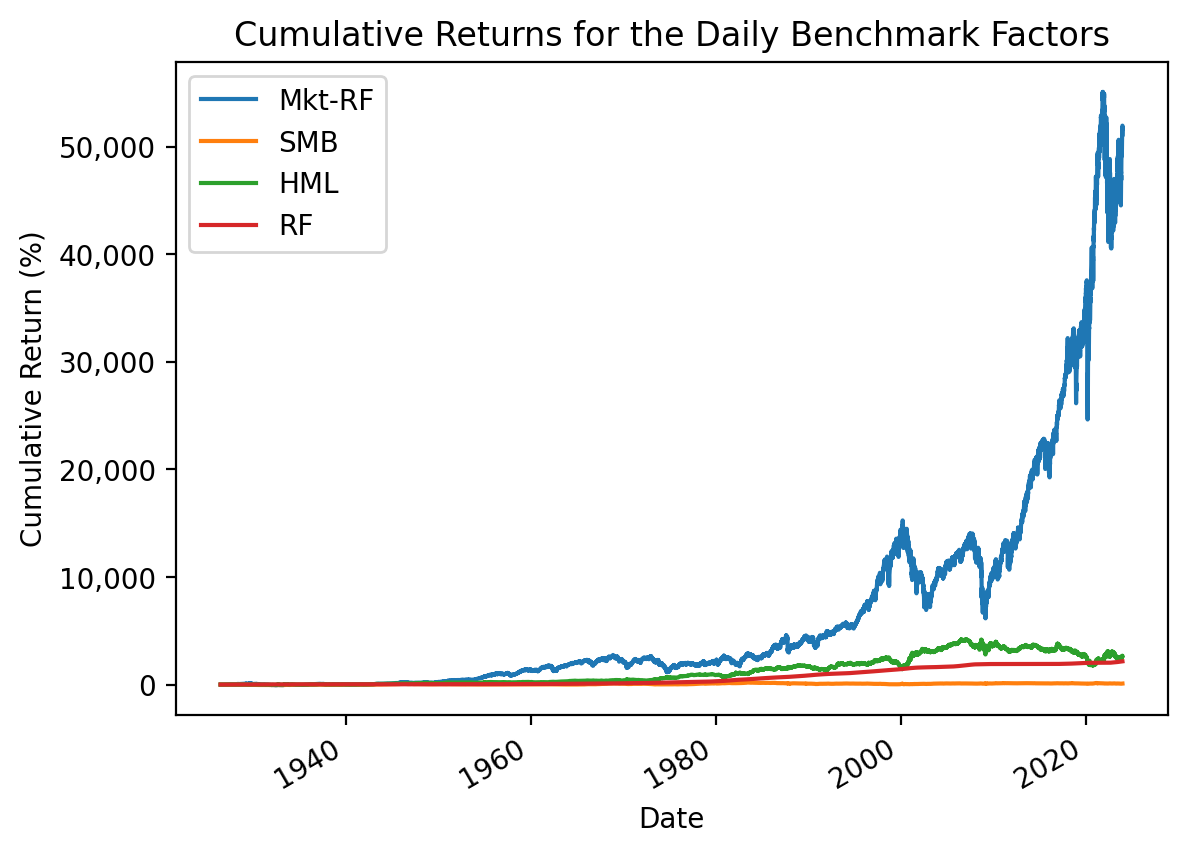 Cumulative Returns for the Daily Benchmark Factors
Mkt-RF
SMB
HML
RF
Cumulative Return (%)
50,000
40,000
30,000
20,000
10,000
0
1940
1960
1980
2000
2020
Date